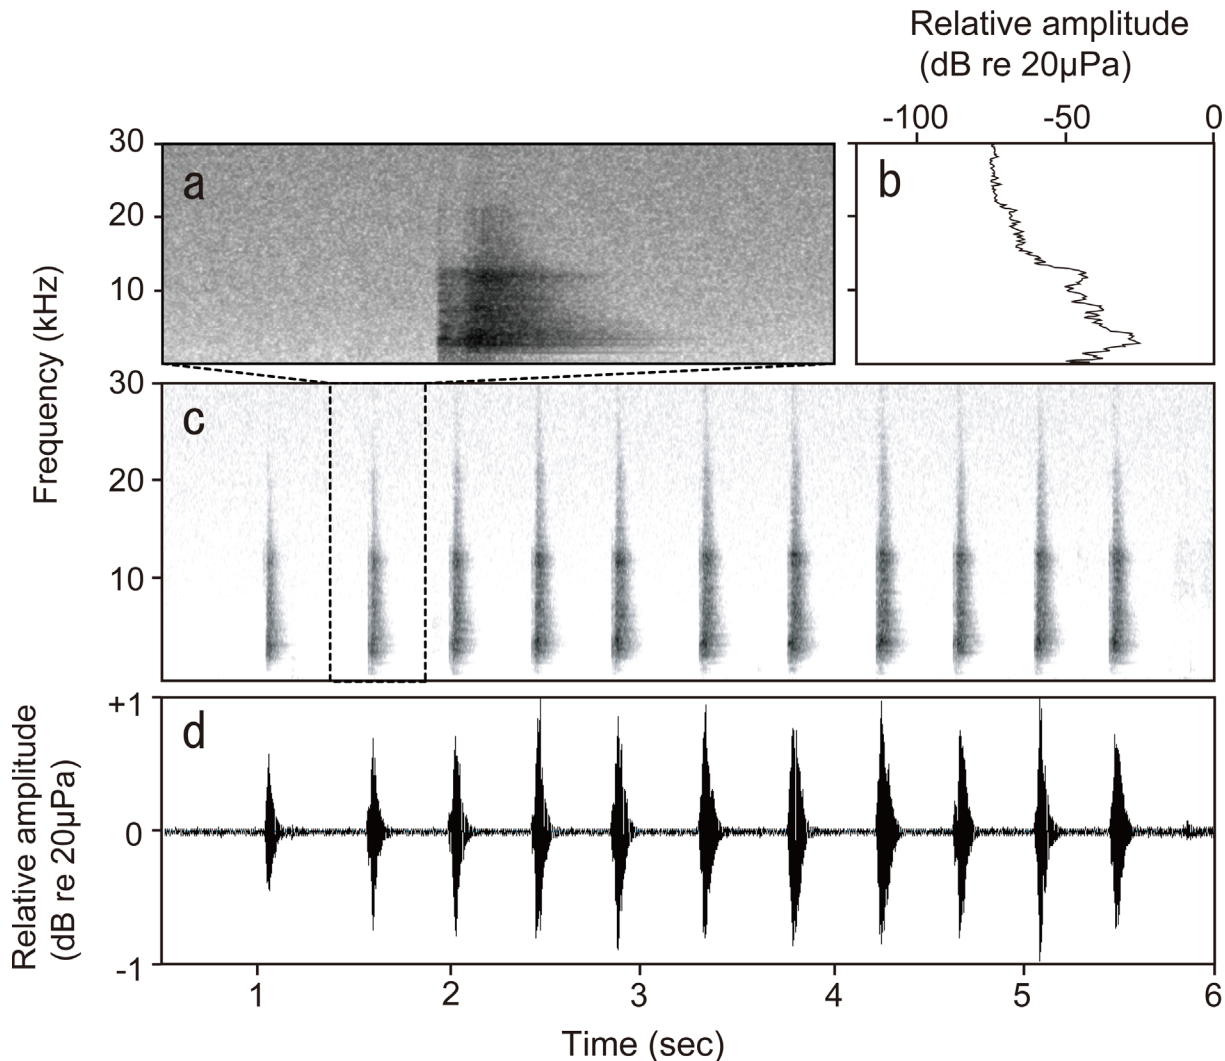 Relative amplitude
(dB re 20µPa)
-100 -50 0
30
a
b
20
10
Frequency (kHz)
30
c
20
10
+1
d
Relative amplitude
(dB re 20µPa)
0
-1
1 2 3 4 5 6
Time (sec)